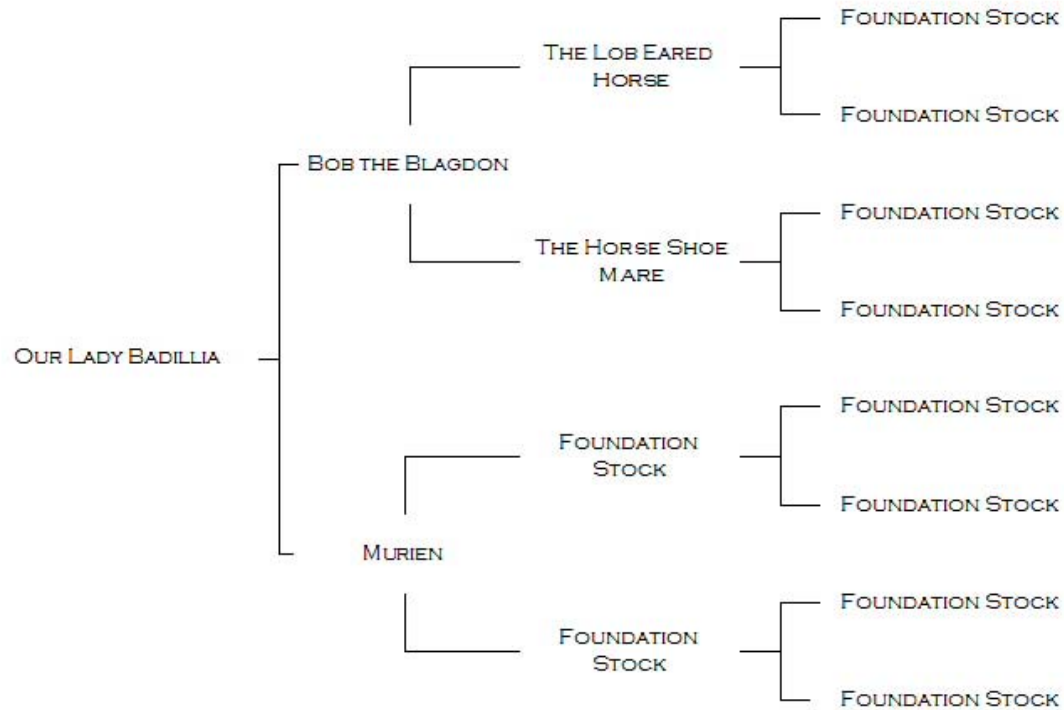 Foundation Stock
The Lob Eared
Horse
Foundation Stock
Bob the Blagdon
Foundation Stock
The Horse Shoe
Mare
Foundation Stock
Our Lady Badillia
Foundation Stock
Foundation
Stock
Foundation Stock
Murien
Foundation Stock
Foundation
Stock
Foundation Stock